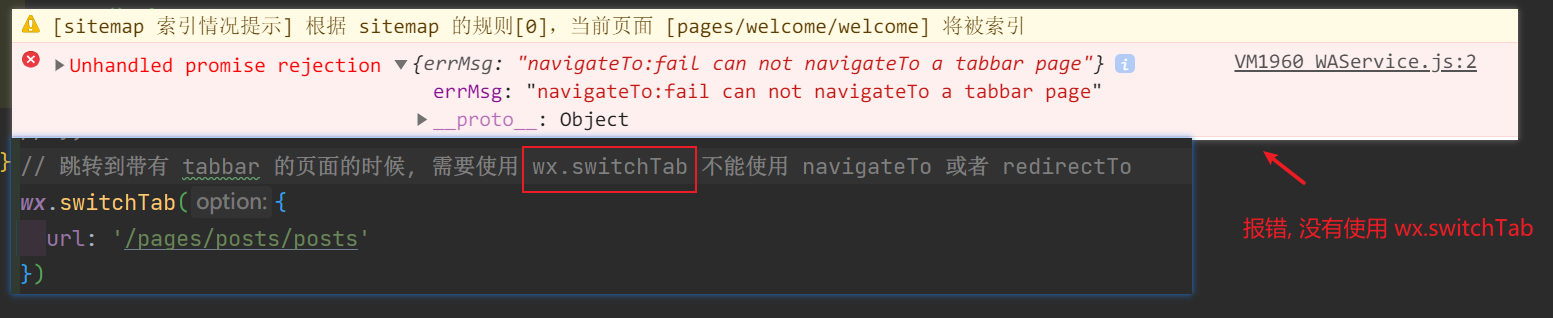 [sitemap 索引情况提示] 根据 sitemap 的规则[0]，当前页面 [pages/welcome/welcome] 将被索引
Unhandled promise rejection {errMsg: "navigateTo:fail can not navigateTo a tabbar page"} VM1960 WAService.js:2
errMsg: "navigateTo:fail can not navigateTo a tabbar page"
__proto__: Object
} // 跳转到带有 tabbar 的页面的时候, 需要使用 wx.switchTab 不能使用 navigateTo 或者 redirectTo
wx.switchTab( option: {
url: '/pages/posts/posts'
})
报错, 没有使用 wx.switchTab